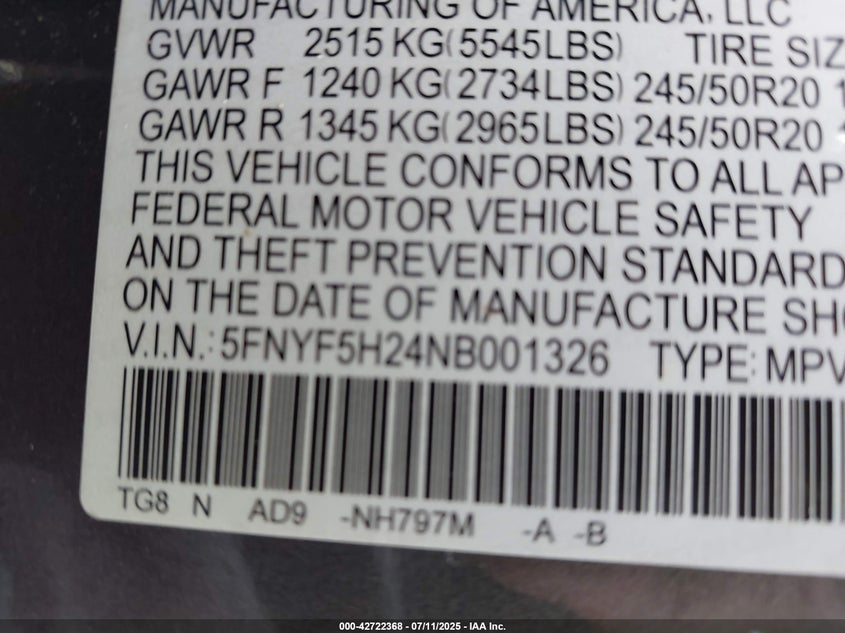 MANUFACTURING OF AMERICA, LLC
GVWR 2515 KG(5545LBS) TIRE SIZ
GAWR F 1240 KG(2734LBS) 245/50R20 1
GAWR R 1345 KG(2965LBS) 245/50R20
THIS VEHICLE CONFORMS TO ALL AP
FEDERAL MOTOR VEHICLE SAFETY
AND THEFT PREVENTION STANDARD
ON THE DATE OF MANUFACTURE SHO
V.I.N.: 5FNYF5H24NB001326 TYPE: MPV
TG8 N AD9 -NH797M -A -B
000-42722368 - 07/11/2025 - IAA Inc.